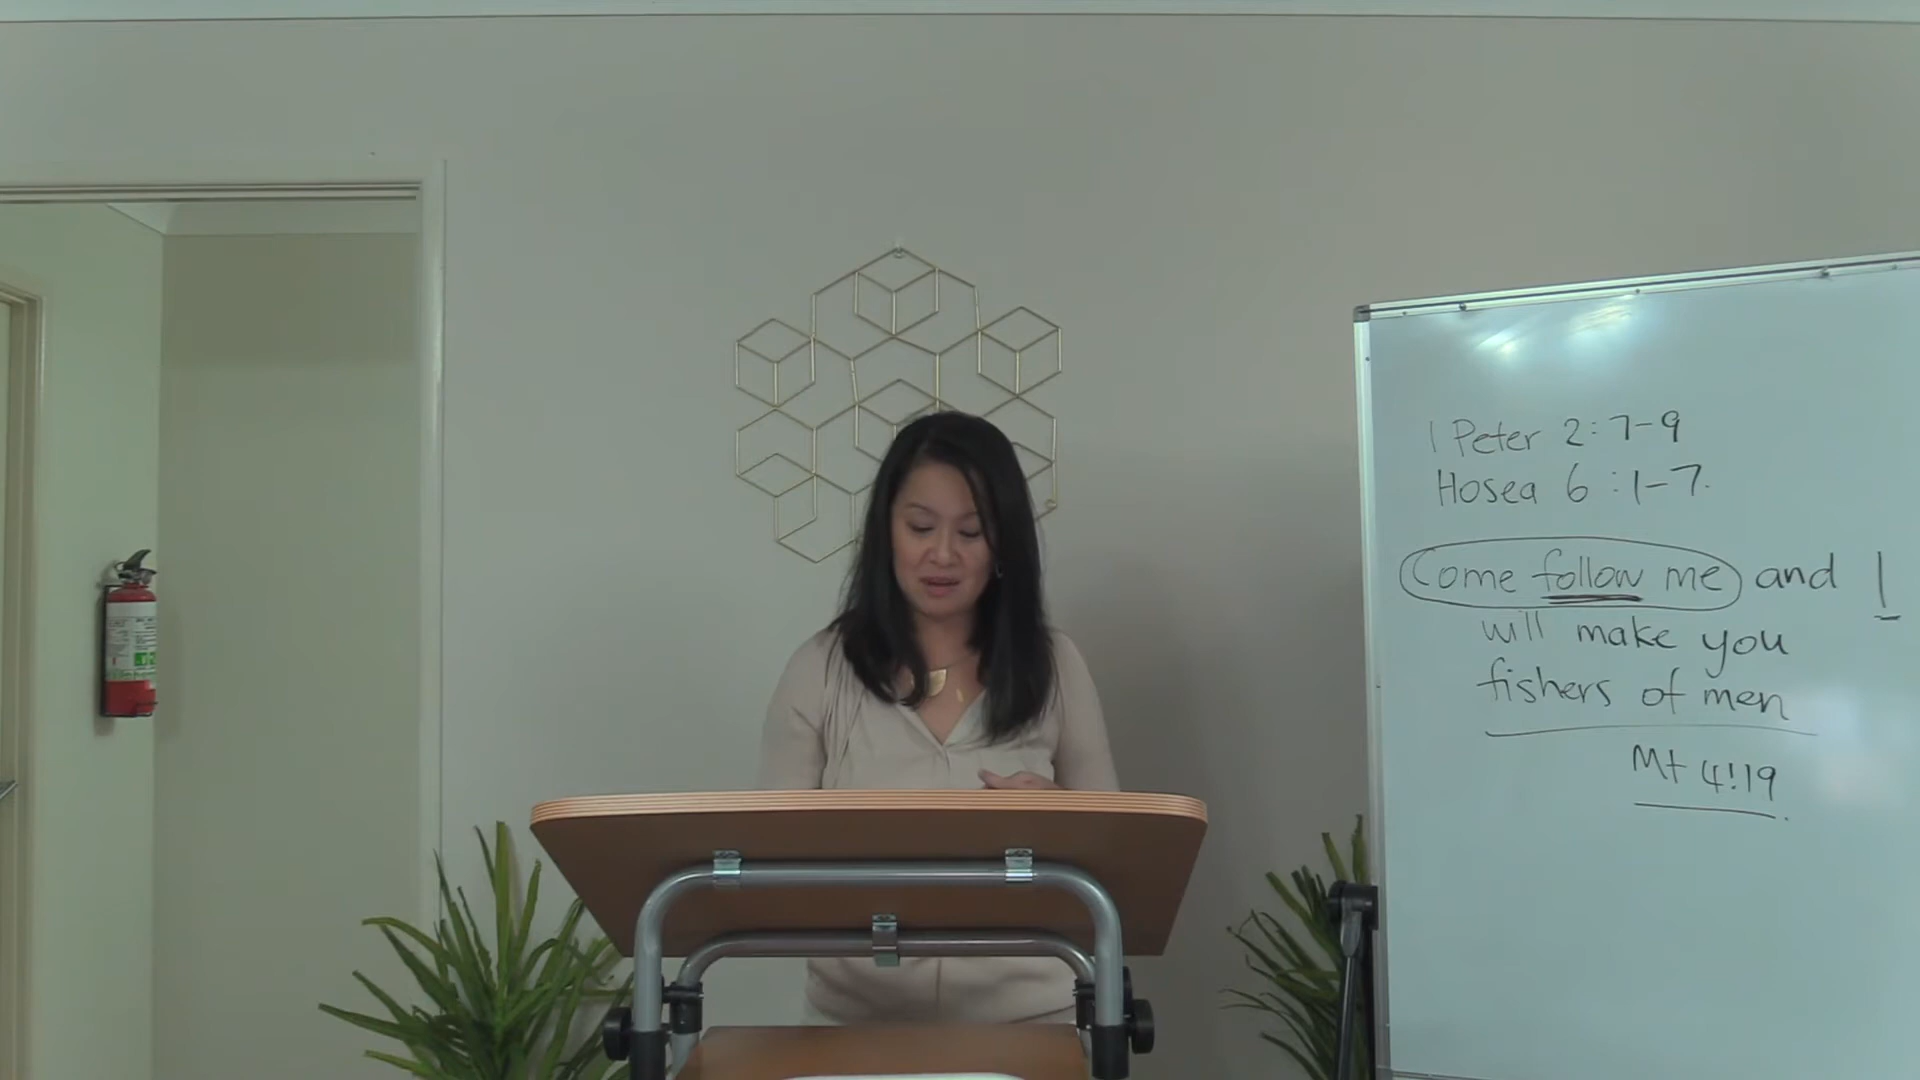 1 Peter 2:7-9
Hosea 6:1-7.
Come follow me and I
will make you
fishers of men
Mt 4:19